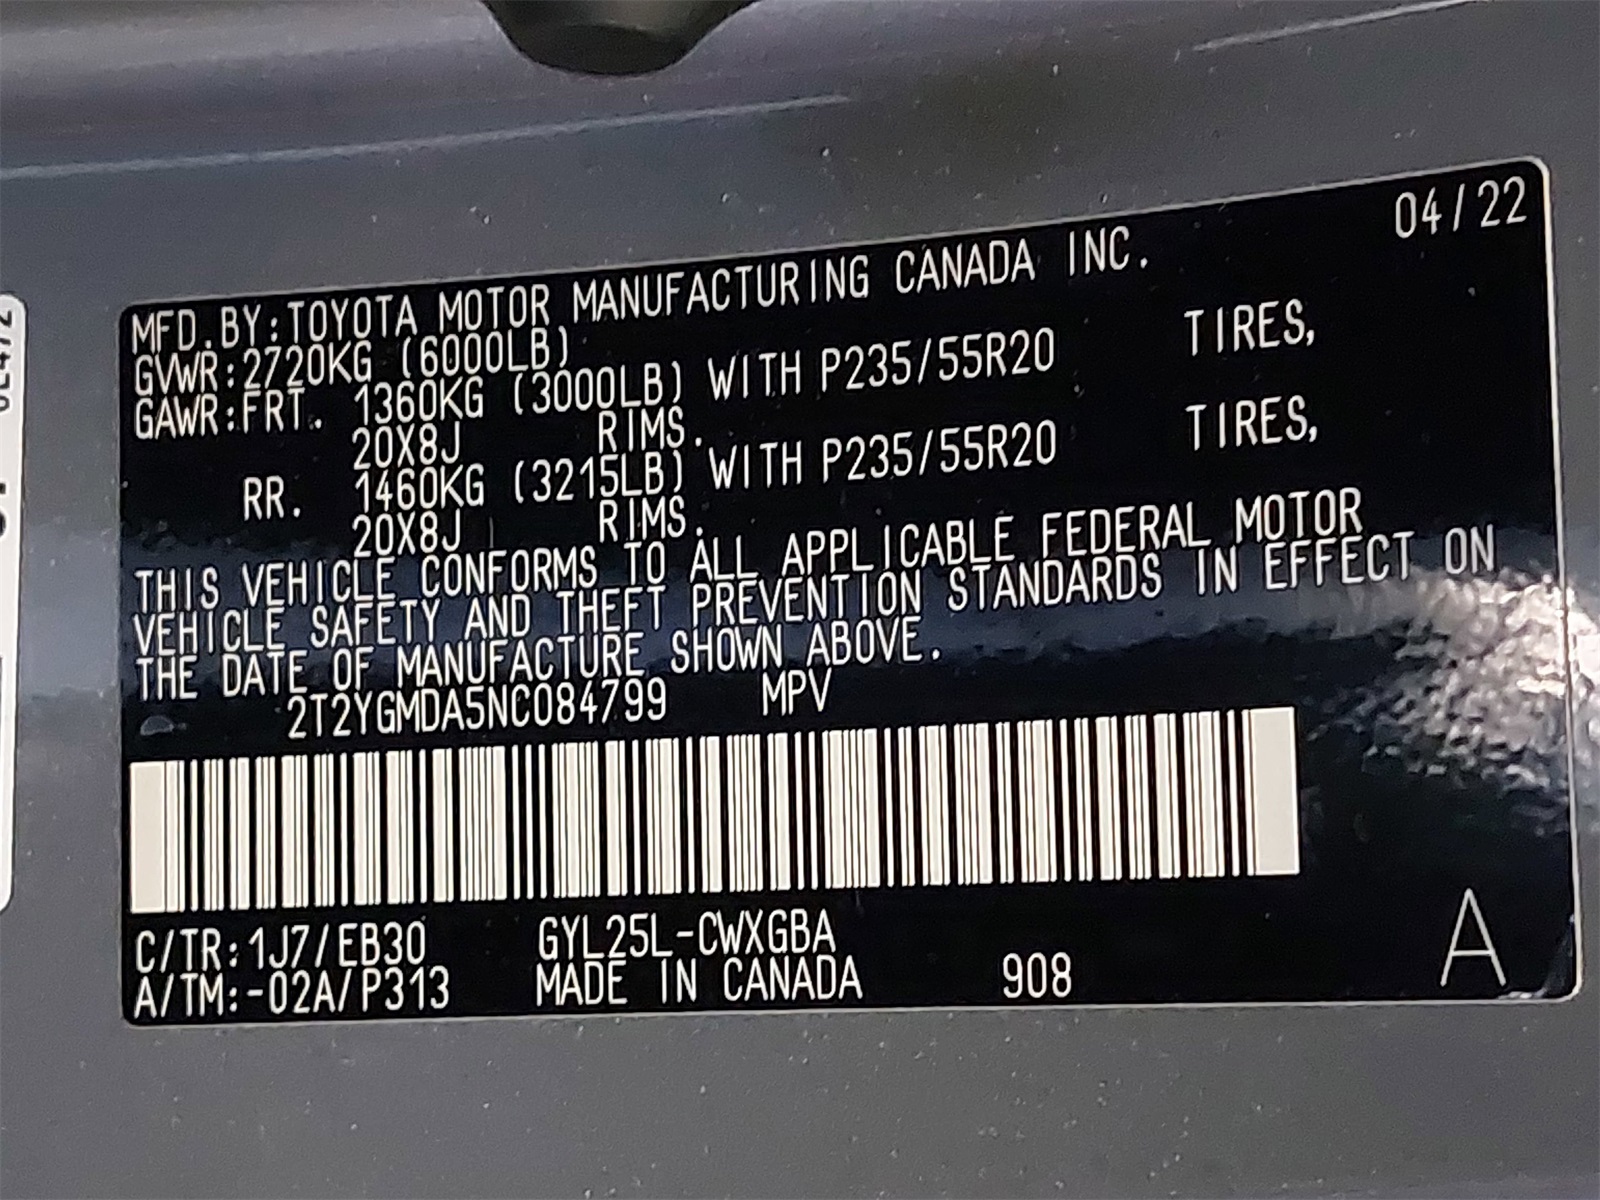 04/22
MFD.BY:TOYOTA MOTOR MANUFACTURING CANADA INC.
GVWR:2720KG (6000LB)
GAWR:FRT. 1360KG (3000LB) WITH P235/55R20 TIRES,
20X8J RIMS.
RR. 1460KG (3215LB) WITH P235/55R20 TIRES,
20X8J RIMS.
THIS VEHICLE CONFORMS TO ALL APPLICABLE FEDERAL MOTOR
VEHICLE SAFETY AND THEFT PREVENTION STANDARDS IN EFFECT ON
THE DATE OF MANUFACTURE SHOWN ABOVE.
2T2YGMDA5NC084799 MPV
C/TR:1J7/EB30 GYL25L-CWXGBA
A/TM:-02A/P313 MADE IN CANADA 908 A